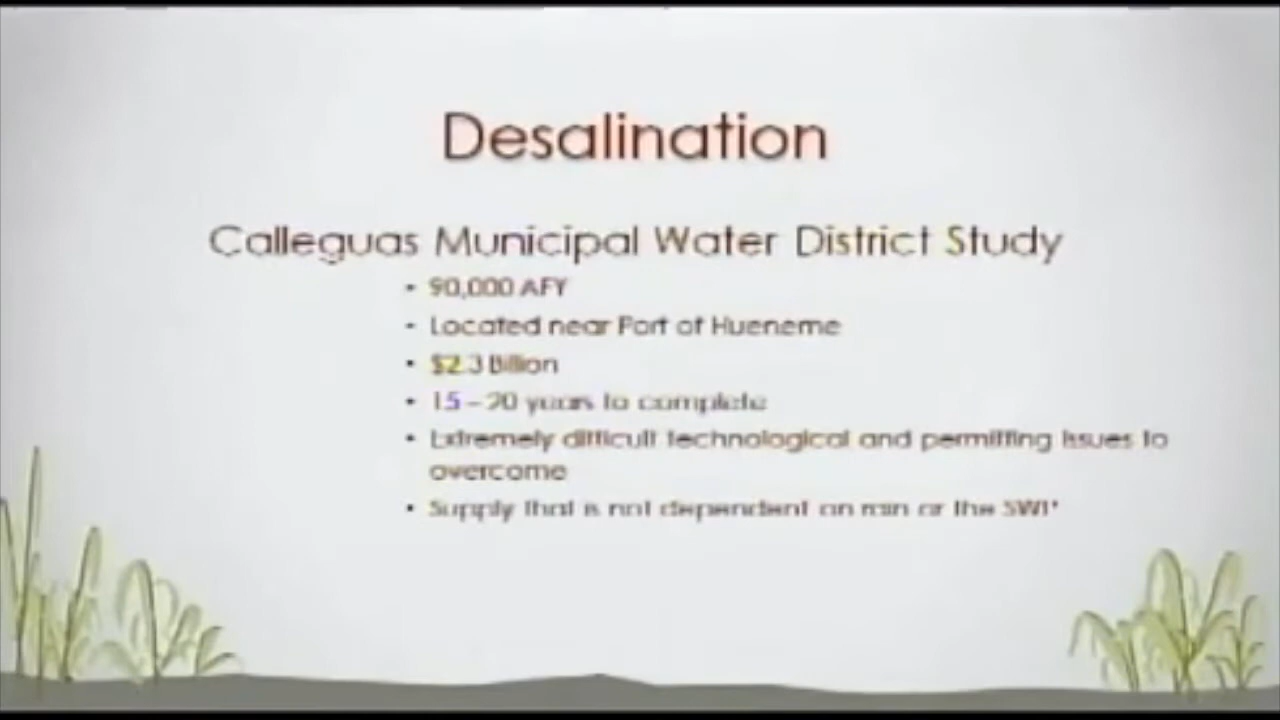 Desalination
Calleguas Municipal Water District Study
• 90,000 AFY
• Located near Port of Hueneme
• $2.3 Billion
• 15 – 20 years to complete
• Extremely difficult technological and permitting issues to
overcome
• Supply that is not dependent on rain or the SWP